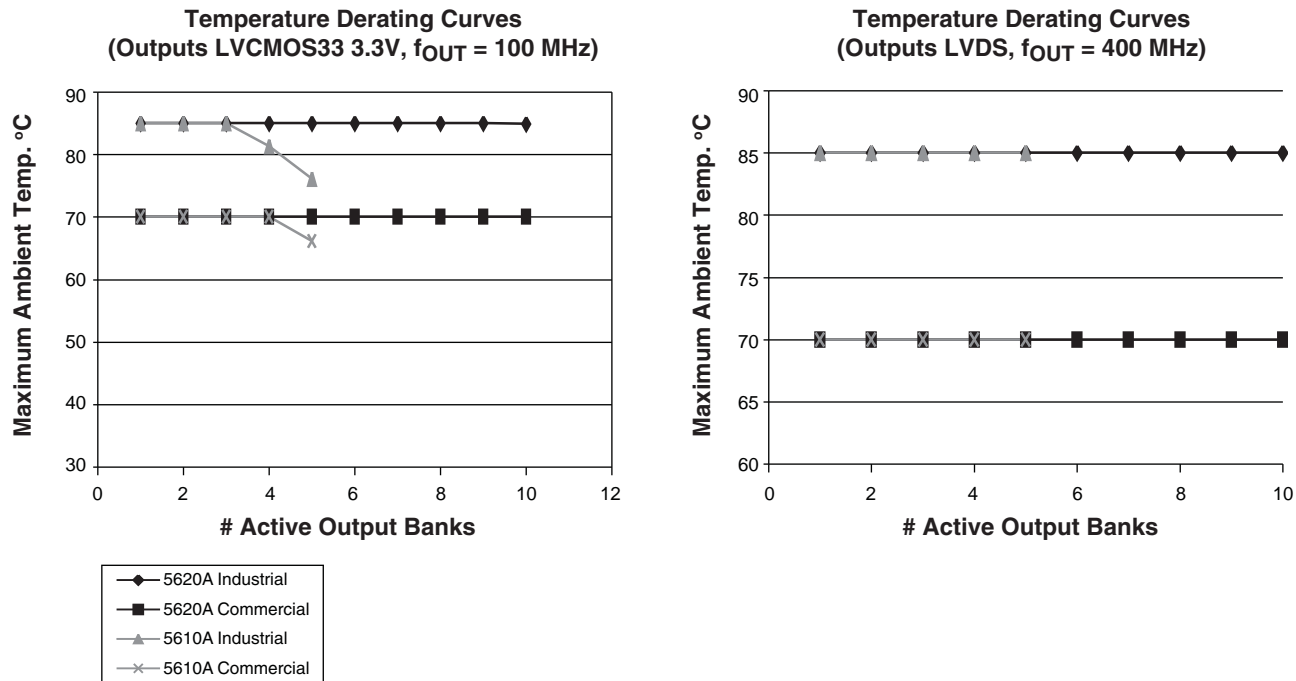 Temperature Derating Curves
(Outputs LVCMOS33 3.3V, fOUT = 100 MHz)
Maximum Ambient Temp. °C
90
80
70
60
50
40
30
0 2 4 6 8 10 12
# Active Output Banks
5620A Industrial
5620A Commercial
5610A Industrial
5610A Commercial
Temperature Derating Curves
(Outputs LVDS, fOUT = 400 MHz)
Maximum Ambient Temp. °C
90
85
80
75
70
65
60
0 2 4 6 8 10
# Active Output Banks